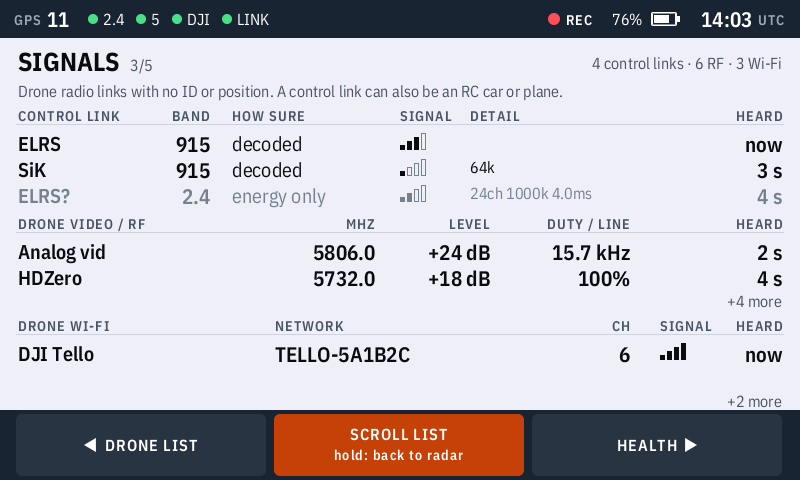 GPS 11 2.4 5 DJI LINK REC 76% 14:03 UTC
SIGNALS 3/5 4 control links · 6 RF · 3 Wi-Fi
Drone radio links with no ID or position. A control link can also be an RC car or plane.
CONTROL LINK BAND HOW SURE SIGNAL DETAIL HEARD
ELRS 915 decoded now
SiK 915 decoded 64k 3 s
ELRS? 2.4 energy only 24ch 1000k 4.0ms 4 s
DRONE VIDEO / RF MHZ LEVEL DUTY / LINE HEARD
Analog vid 5806.0 +24 dB 15.7 kHz 2 s
HDZero 5732.0 +18 dB 100% 4 s
+4 more
DRONE WI-FI NETWORK CH SIGNAL HEARD
DJI Tello TELLO-5A1B2C 6 now
+2 more
DRONE LIST SCROLL LIST HEALTH
hold: back to radar